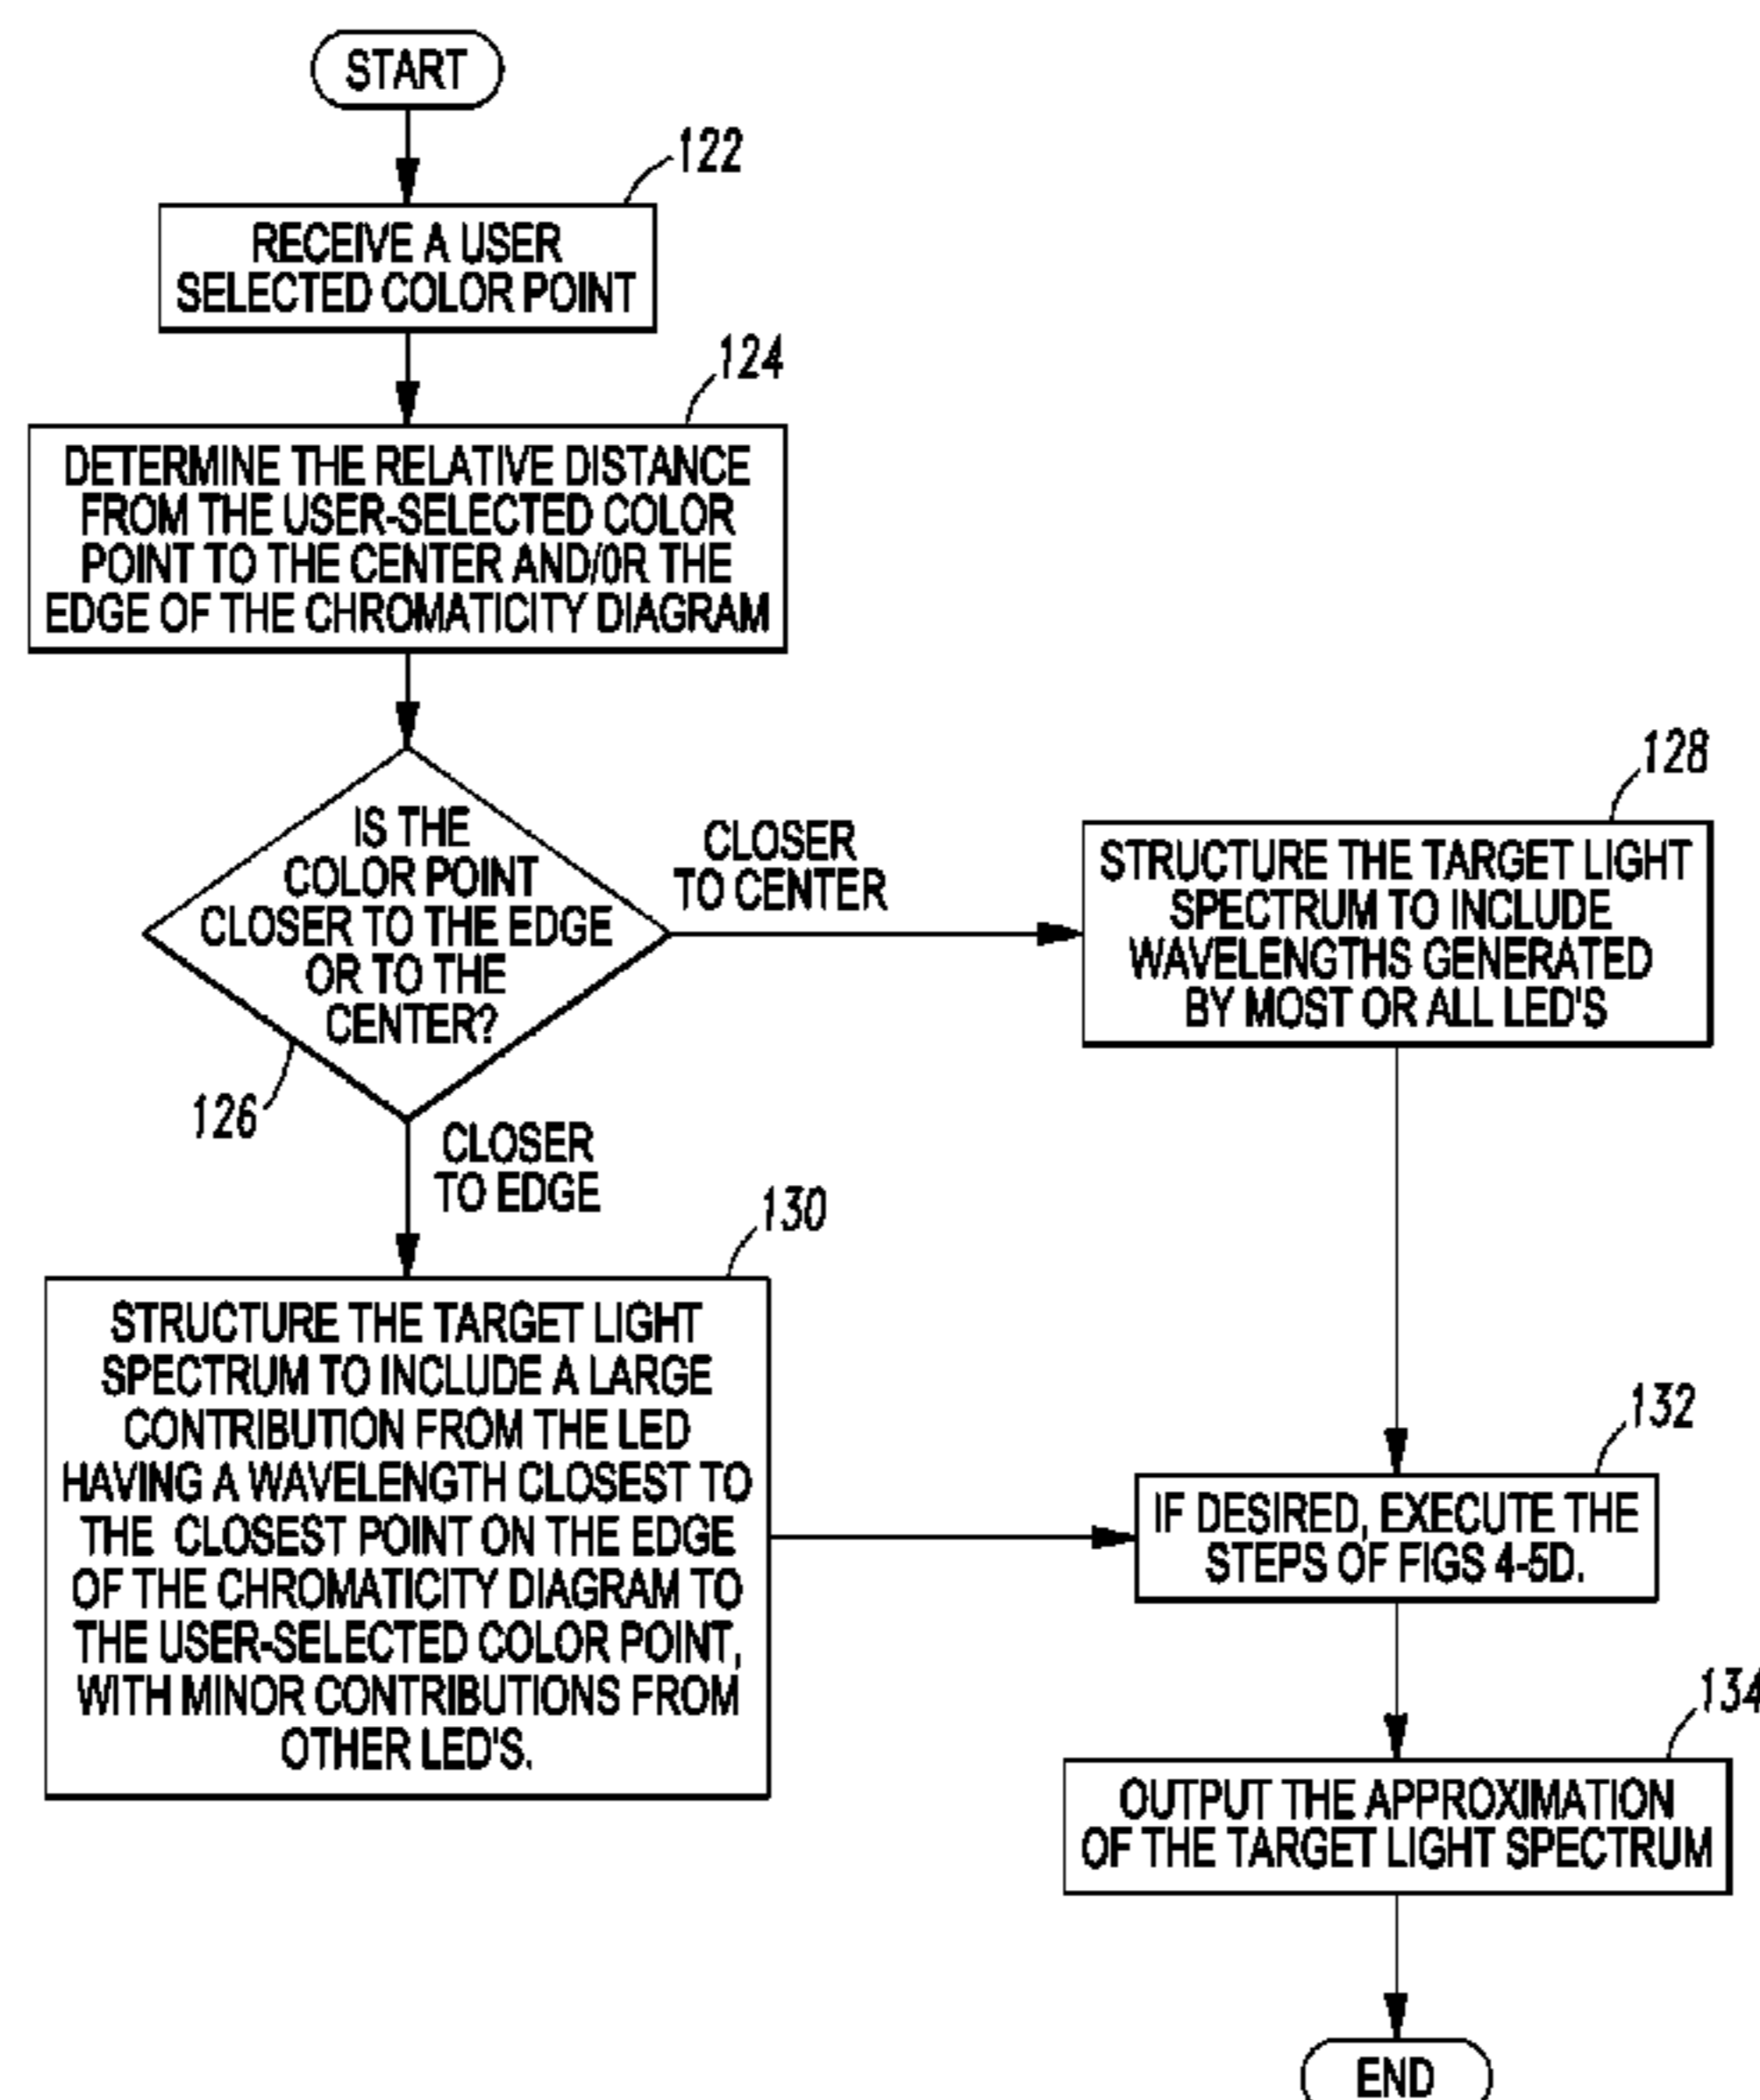 START
122
RECEIVE A USER
SELECTED COLOR POINT
124
DETERMINE THE RELATIVE DISTANCE
FROM THE USER-SELECTED COLOR
POINT TO THE CENTER AND/OR THE
EDGE OF THE CHROMATICITY DIAGRAM
IS THE
COLOR POINT
CLOSER TO THE EDGE
OR TO THE
CENTER?
126
CLOSER
TO CENTER
128
STRUCTURE THE TARGET LIGHT
SPECTRUM TO INCLUDE
WAVELENGTHS GENERATED
BY MOST OR ALL LED'S
CLOSER
TO EDGE
130
STRUCTURE THE TARGET LIGHT
SPECTRUM TO INCLUDE A LARGE
CONTRIBUTION FROM THE LED
HAVING A WAVELENGTH CLOSEST TO
THE CLOSEST POINT ON THE EDGE
OF THE CHROMATICITY DIAGRAM TO
THE USER-SELECTED COLOR POINT,
WITH MINOR CONTRIBUTIONS FROM
OTHER LED'S.
132
IF DESIRED, EXECUTE THE
STEPS OF FIGS 4-5D.
134
OUTPUT THE APPROXIMATION
OF THE TARGET LIGHT SPECTRUM
END